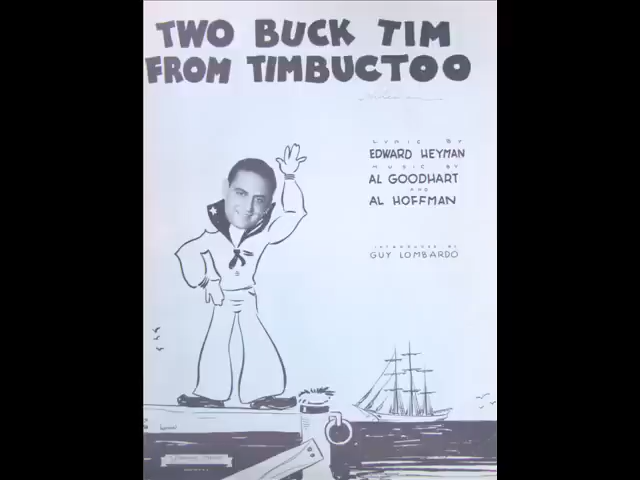 TWO BUCK TIM
FROM TIMBUCTOO
LYRIC BY
EDWARD HEYMAN
MUSIC BY
AL GOODHART
AND
AL HOFFMAN
INTRODUCED BY
GUY LOMBARDO